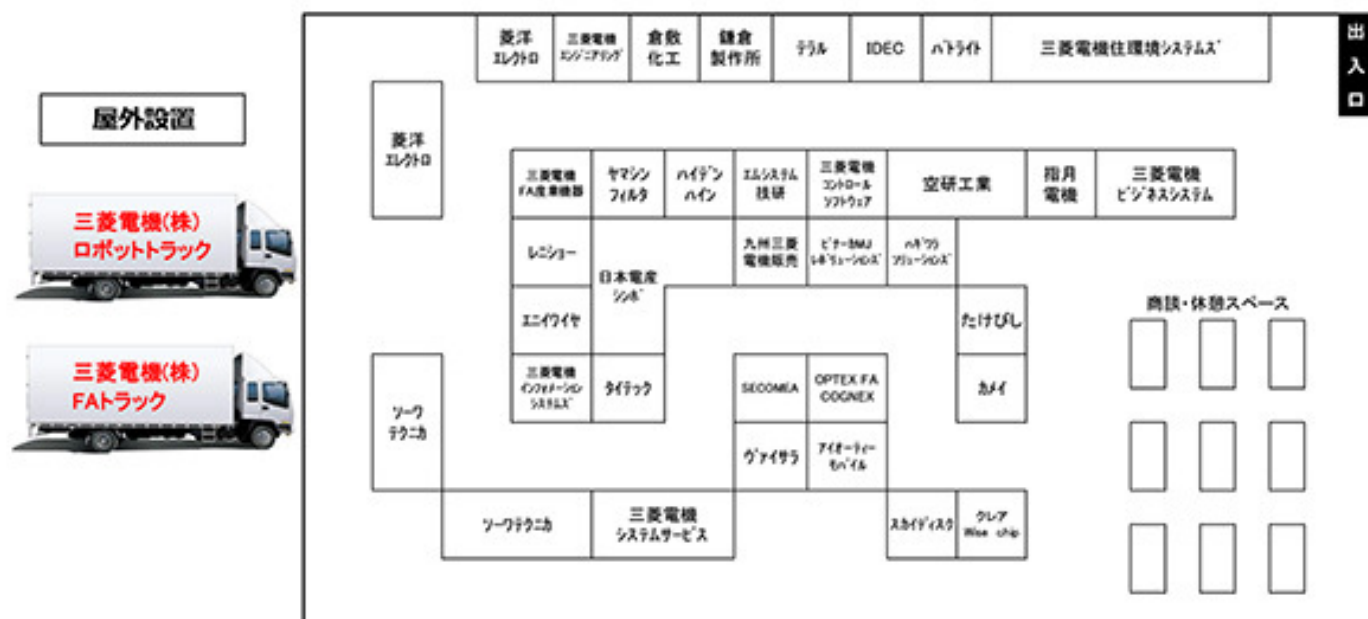 菱洋
エレクトロ
三菱電機
エンジニアリング
倉敷
化工
鎌倉
製作所
テラル
IDEC
パトライト
三菱電機住環境システムズ
出入口
屋外設置
菱洋
エレクトロ
三菱電機
FA産業機器
ヤマシン
フィルタ
ハイデン
ハイン
エムシステム
技研
三菱電機
コントロール
ソフトウェア
空研工業
指月
電機
三菱電機
ビジネスシステム
三菱電機(株)
ロボットトラック
レニショー
日本電産
シンポ
九州三菱
電機販売
ハギワラ
ソリューションズ
エニイワイヤ
たけびし
商談・休憩スペース
三菱電機(株)
FAトラック
ソーワ
テクニカ
三菱電機
インフォメーション
システムズ
タイテック
SECOMEA
OPTEX FA
COGNEX
カメイ
ヴァイサラ
アイオーティー
モバイル
ソーワテクニカ
三菱電機
システムサービス
スカイディスク
クレア
Wise chip